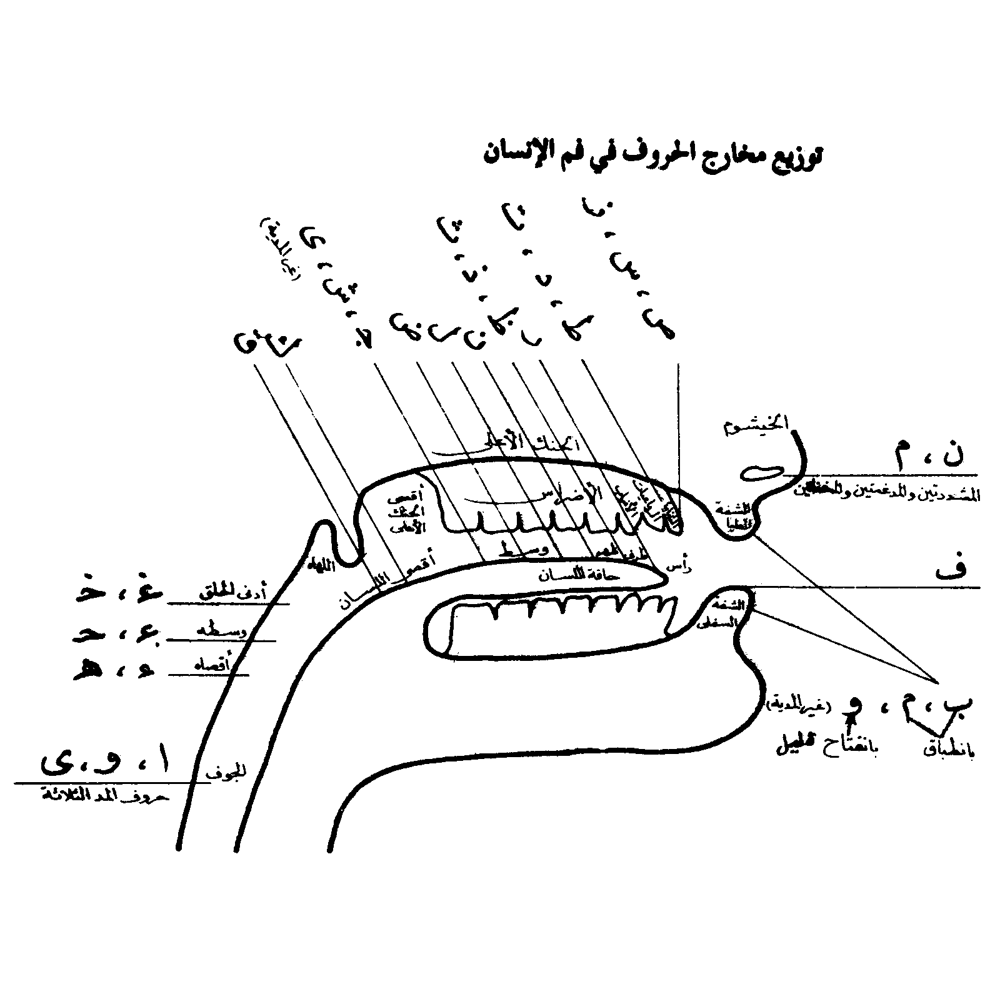 توزيع مخارج الحروف في فم الإنسان
ز ، س ، ص
ت ، د ، ط
ر
ث ، ذ ، ظ
ن
ل
ض
ى ، ش ، ج
(غير المدية)
ك
ق
الخيشوم
ن ، م
المشددتين والمدغمتين والمخفاتين
الحنك الأعلى
الأضراس
أقصى
الحنك
الأعلى
الشفة
العليا
اللهاة
أقصى اللسان
وسط
ظهر
طرف
رأس
حافة اللسان
ف
الشفة
السفلى
أدنى الحلق
غ ، خ
وسطه
ع ، ح
أقصاه
ء ، هـ
ب ، م ، و (غير المدية)
بانطباق
بانفتاح قليل
الجوف
ا ، و ، ى
حروف المد الثلاثة